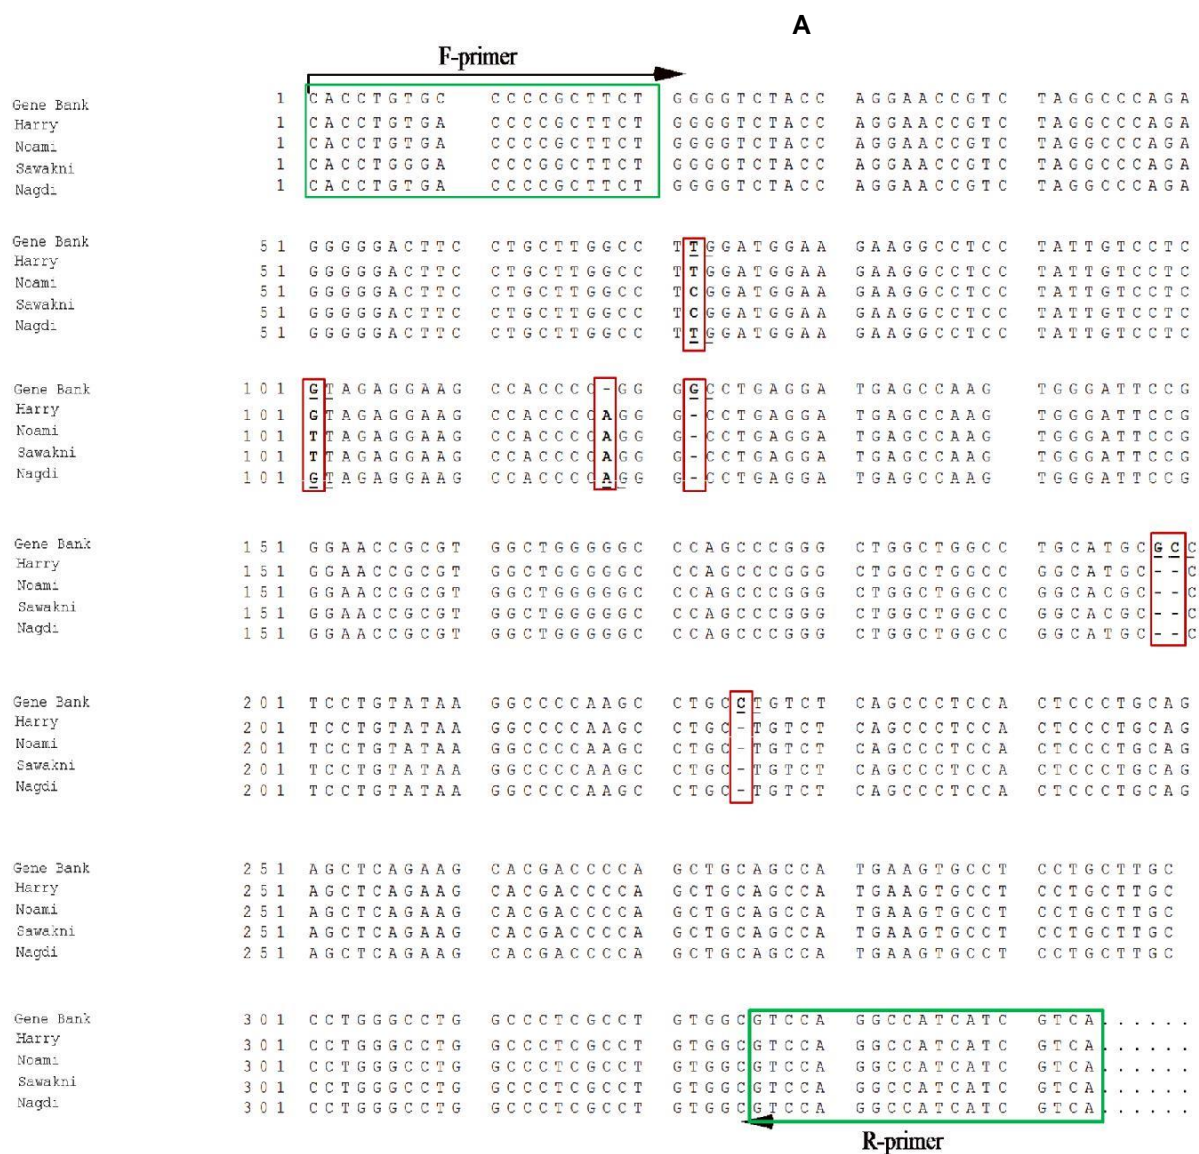 A
F-primer
Gene Bank 1 CACCTGTGC CCCCGCTTCT GGGGTCTACC AGGAACCGTC TAGGCCCAGA
Harry 1 CACCTGTGA CCCCGCTTCT GGGGTCTACC AGGAACCGTC TAGGCCCAGA
Noami 1 CACCTGTGA CCCCGCTTCT GGGGTCTACC AGGAACCGTC TAGGCCCAGA
Sawakni 1 CACCTGGGA CCCCGGCTTCT GGGGTCTACC AGGAACCGTC TAGGCCCAGA
Nagdi 1 CACCTGTGA CCCCGCTTCT GGGGTCTACC AGGAACCGTC TAGGCCCAGA
Gene Bank 51 GGGGGACTTC CTGCTTGGCC TTGGATGGAA GAAGGCCTCC TATTGTCCTC
Harry 51 GGGGGACTTC CTGCTTGGCC TTGGATGGAA GAAGGCCTCC TATTGTCCTC
Noami 51 GGGGGACTTC CTGCTTGGCC TCGGATGGAA GAAGGCCTCC TATTGTCCTC
Sawakni 51 GGGGGACTTC CTGCTTGGCC TCGGATGGAA GAAGGCCTCC TATTGTCCTC
Nagdi 51 GGGGGACTTC CTGCTTGGCC TTGGATGGAA GAAGGCCTCC TATTGTCCTC
Gene Bank 101 GTAGAGGAAG CCACCCC-GG GGCCTGAGGA TGAGCCAAG TGGGATTCCG
Harry 101 GTAGAGGAAG CCACCCCAGG G-CCTGAGGA TGAGCCAAG TGGGATTCCG
Noami 101 TTAGAGGAAG CCACCCCAGG G-CCTGAGGA TGAGCCAAG TGGGATTCCG
Sawakni 101 TTAGAGGAAG CCACCCCAGG G-CCTGAGGA TGAGCCAAG TGGGATTCCG
Nagdi 101 GTAGAGGAAG CCACCCCAGG G-CCTGAGGA TGAGCCAAG TGGGATTCCG
Gene Bank 151 GGAACCGCGT GGCTGGGGGC CCAGCCCGGG CTGGCTGGCC TGCATGCGCC
Harry 151 GGAACCGCGT GGCTGGGGGC CCAGCCCGGG CTGGCTGGCC GGCATGC--C
Noami 151 GGAACCGCGT GGCTGGGGGC CCAGCCCGGG CTGGCTGGCC GGCACGC--C
Sawakni 151 GGAACCGCGT GGCTGGGGGC CCAGCCCGGG CTGGCTGGCC GGCACGC--C
Nagdi 151 GGAACCGCGT GGCTGGGGGC CCAGCCCGGG CTGGCTGGCC GGCATGC--C
Gene Bank 201 TCCTGTATAA GGCCCCAAGC CTGCCTGTCT CAGCCCTCCA CTCCCTGCAG
Harry 201 TCCTGTATAA GGCCCCAAGC CTGC-TGTCT CAGCCCTCCA CTCCCTGCAG
Noami 201 TCCTGTATAA GGCCCCAAGC CTGC-TGTCT CAGCCCTCCA CTCCCTGCAG
Sawakni 201 TCCTGTATAA GGCCCCAAGC CTGC-TGTCT CAGCCCTCCA CTCCCTGCAG
Nagdi 201 TCCTGTATAA GGCCCCAAGC CTGC-TGTCT CAGCCCTCCA CTCCCTGCAG
Gene Bank 251 AGCTCAGAAG CACGACCCCA GCTGCAGCCA TGAAGTGCCT CCTGCTTGC
Harry 251 AGCTCAGAAG CACGACCCCA GCTGCAGCCA TGAAGTGCCT CCTGCTTGC
Noami 251 AGCTCAGAAG CACGACCCCA GCTGCAGCCA TGAAGTGCCT CCTGCTTGC
Sawakni 251 AGCTCAGAAG CACGACCCCA GCTGCAGCCA TGAAGTGCCT CCTGCTTGC
Nagdi 251 AGCTCAGAAG CACGACCCCA GCTGCAGCCA TGAAGTGCCT CCTGCTTGC
Gene Bank 301 CCTGGGCCTG GCCCTCGCCT GTGGCGTCCA GGCCATCATC GTCA......
Harry 301 CCTGGGCCTG GCCCTCGCCT GTGGCGTCCA GGCCATCATC GTCA......
Noami 301 CCTGGGCCTG GCCCTCGCCT GTGGCGTCCA GGCCATCATC GTCA......
Sawakni 301 CCTGGGCCTG GCCCTCGCCT GTGGCGTCCA GGCCATCATC GTCA......
Nagdi 301 CCTGGGCCTG GCCCTCGCCT GTGGCGTCCA GGCCATCATC GTCA......
R-primer